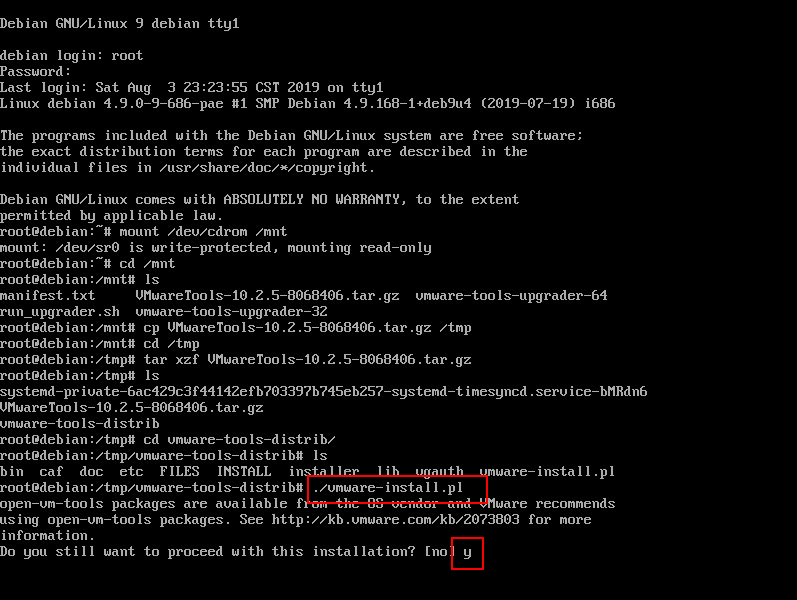 Debian GNU/Linux 9 debian tty1
debian login: root
Password:
Last login: Sat Aug  3 23:23:55 CST 2019 on tty1
Linux debian 4.9.0-9-686-pae #1 SMP Debian 4.9.168-1+deb9u4 (2019-07-19) i686
The programs included with the Debian GNU/Linux system are free software;
the exact distribution terms for each program are described in the
individual files in /usr/share/doc/*/copyright.
Debian GNU/Linux comes with ABSOLUTELY NO WARRANTY, to the extent
permitted by applicable law.
root@debian:~# mount /dev/cdrom /mnt
mount: /dev/sr0 is write-protected, mounting read-only
root@debian:~# cd /mnt
root@debian:/mnt# ls
manifest.txt     VMwareTools-10.2.5-8068406.tar.gz  vmware-tools-upgrader-64
run_upgrader.sh  vmware-tools-upgrader-32
root@debian:/mnt# cp VMwareTools-10.2.5-8068406.tar.gz /tmp
root@debian:/mnt# cd /tmp
root@debian:/tmp# tar xzf VMwareTools-10.2.5-8068406.tar.gz
root@debian:/tmp# ls
systemd-private-6ac429c3f44142efb703397b745eb257-systemd-timesyncd.service-bMRdn6
VMwareTools-10.2.5-8068406.tar.gz
vmware-tools-distrib
root@debian:/tmp# cd vmware-tools-distrib/
root@debian:/tmp/vmware-tools-distrib# ls
bin  caf  doc  etc  FILES  INSTALL  installer  lib  vgauth  vmware-install.pl
root@debian:/tmp/vmware-tools-distrib# ./vmware-install.pl
open-vm-tools packages are available from the OS vendor and VMware recommends
using open-vm-tools packages. See http://kb.vmware.com/kb/2073803 for more
information.
Do you still want to proceed with this installation? [no] y